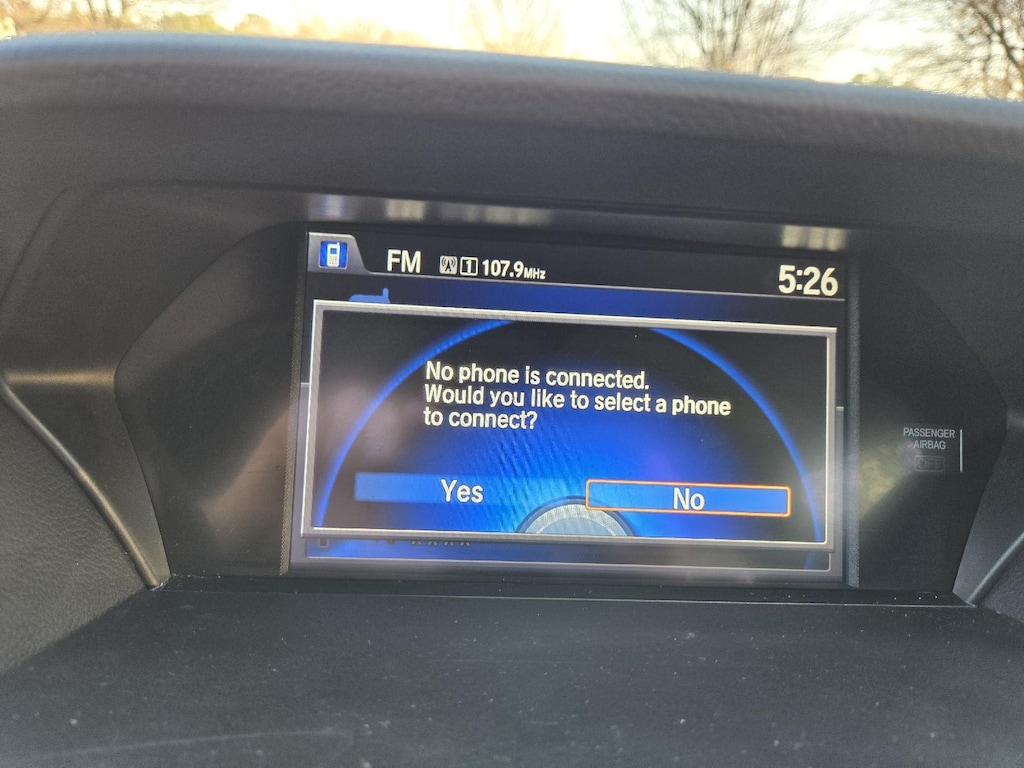 FM 1 107.9MHz 5:26
No phone is connected.
Would you like to select a phone
to connect?
Yes No
PASSENGER
AIRBAG